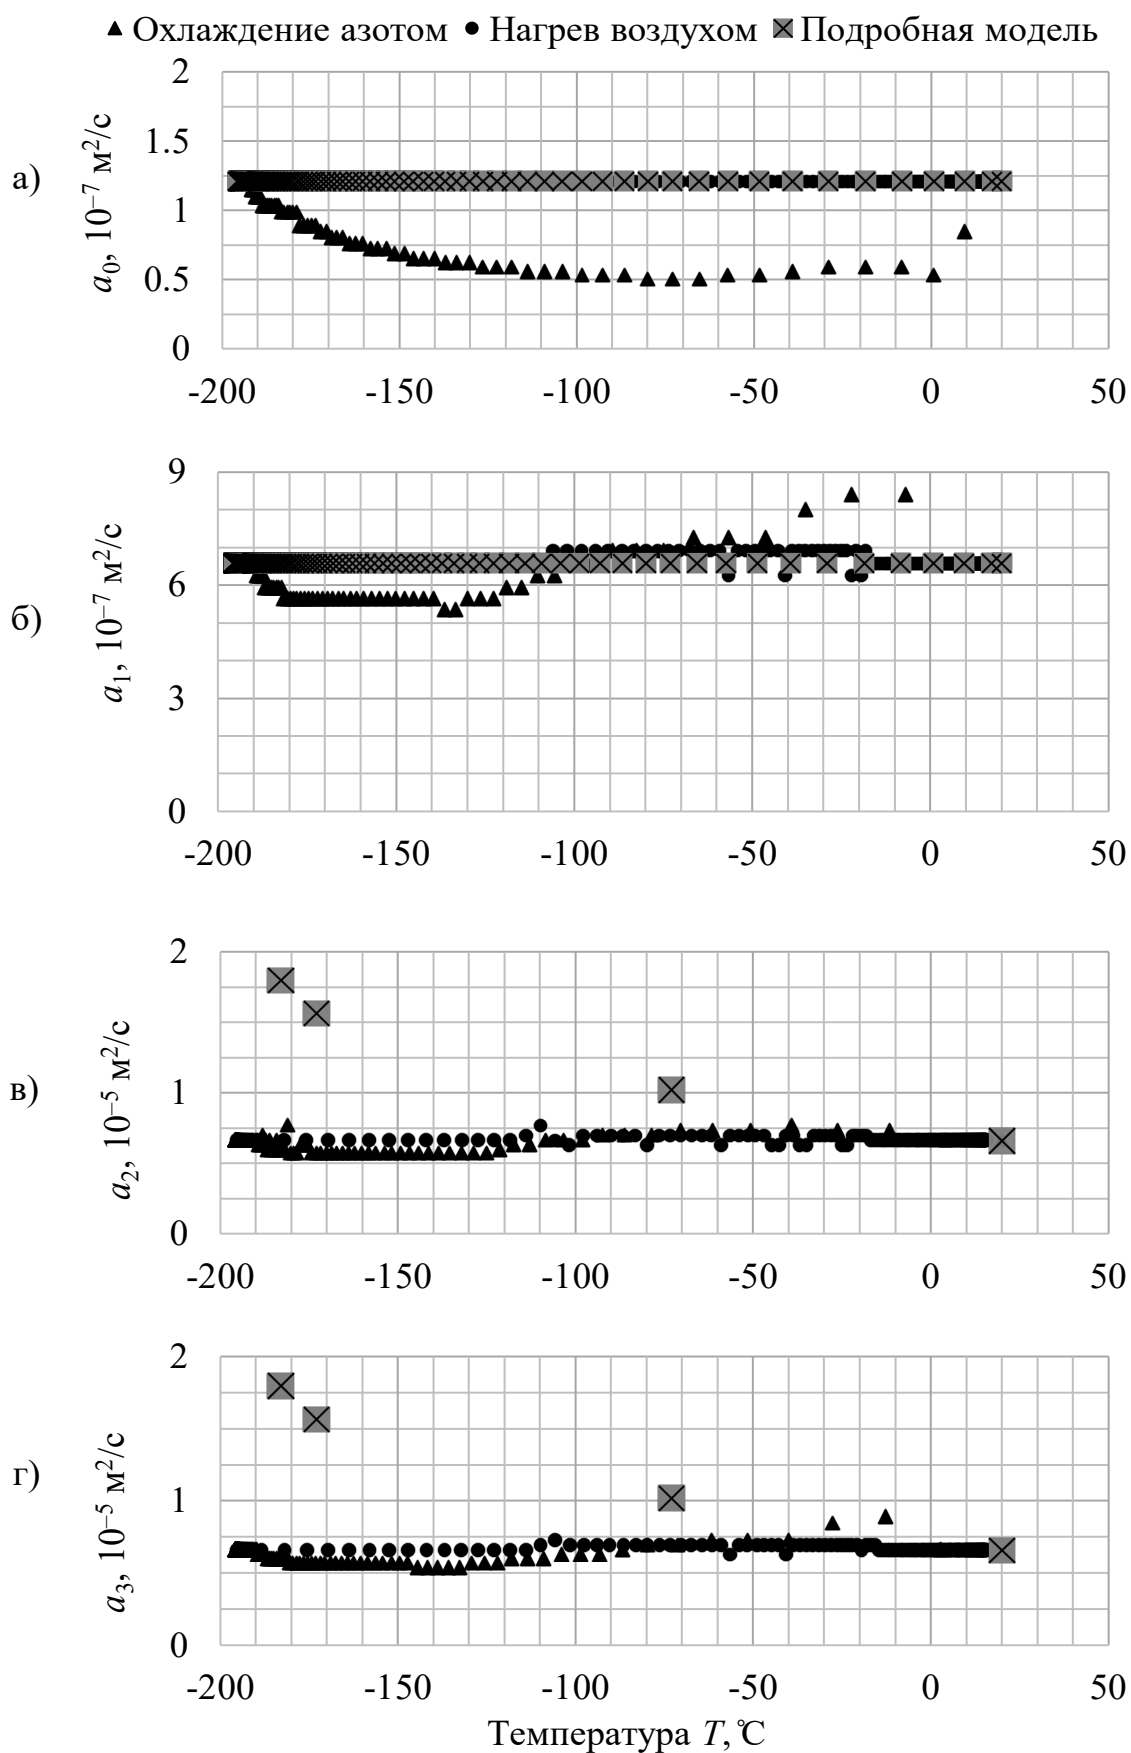 ▲ Охлаждение азотом ● Нагрев воздухом ☒ Подробная модель
а)
a₀, 10⁻⁷ м²/с
2
1.5
1
0.5
0
-200 -150 -100 -50 0 50
б)
a₁, 10⁻⁷ м²/с
9
6
3
0
-200 -150 -100 -50 0 50
в)
a₂, 10⁻⁵ м²/с
2
1
0
-200 -150 -100 -50 0 50
г)
a₃, 10⁻⁵ м²/с
2
1
0
-200 -150 -100 -50 0 50
Температура T, ℃